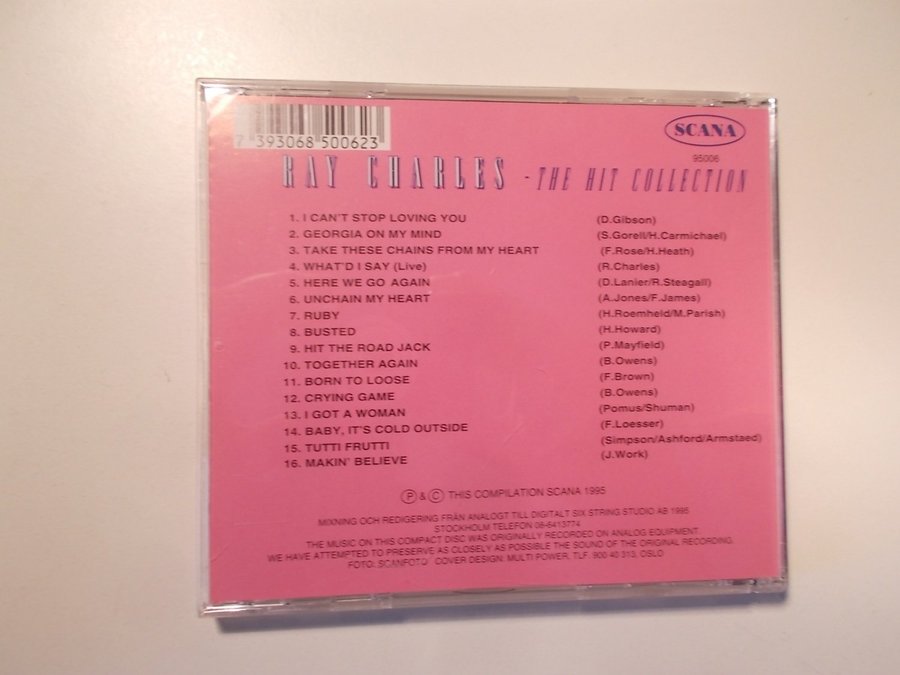 7 393068 500623
SCANA
95006
RAY CHARLES - THE HIT COLLECTION
1. I CAN'T STOP LOVING YOU (D.Gibson)
2. GEORGIA ON MY MIND (S.Gorell/H.Carmichael)
3. TAKE THESE CHAINS FROM MY HEART (F.Rose/H.Heath)
4. WHAT'D I SAY (Live) (R.Charles)
5. HERE WE GO AGAIN (D.Lanier/R.Steagall)
6. UNCHAIN MY HEART (A.Jones/F.James)
7. RUBY (H.Roemheld/M.Parish)
8. BUSTED (H.Howard)
9. HIT THE ROAD JACK (P.Mayfield)
10. TOGETHER AGAIN (B.Owens)
11. BORN TO LOOSE (F.Brown)
12. CRYING GAME (B.Owens)
13. I GOT A WOMAN (Pomus/Shuman)
14. BABY, IT'S COLD OUTSIDE (F.Loesser)
15. TUTTI FRUTTI (Simpson/Ashford/Armstaed)
16. MAKIN' BELIEVE (J.Work)
Ⓟ & © THIS COMPILATION SCANA 1995
MIXNING OCH REDIGERING FRÅN ANALOGT TILL DIGITALT SIX STRING STUDIO AB 1995
STOCKHOLM TELEFON 08-6413774
THE MUSIC ON THIS COMPACT DISC WAS ORIGINALLY RECORDED ON ANALOG EQUIPMENT.
WE HAVE ATTEMPTED TO PRESERVE AS CLOSELY AS POSSIBLE THE SOUND OF THE ORIGINAL RECORDING.
FOTO: SCANFOTO COVER DESIGN: MULTI POWER, TLF. 900 40 313, OSLO